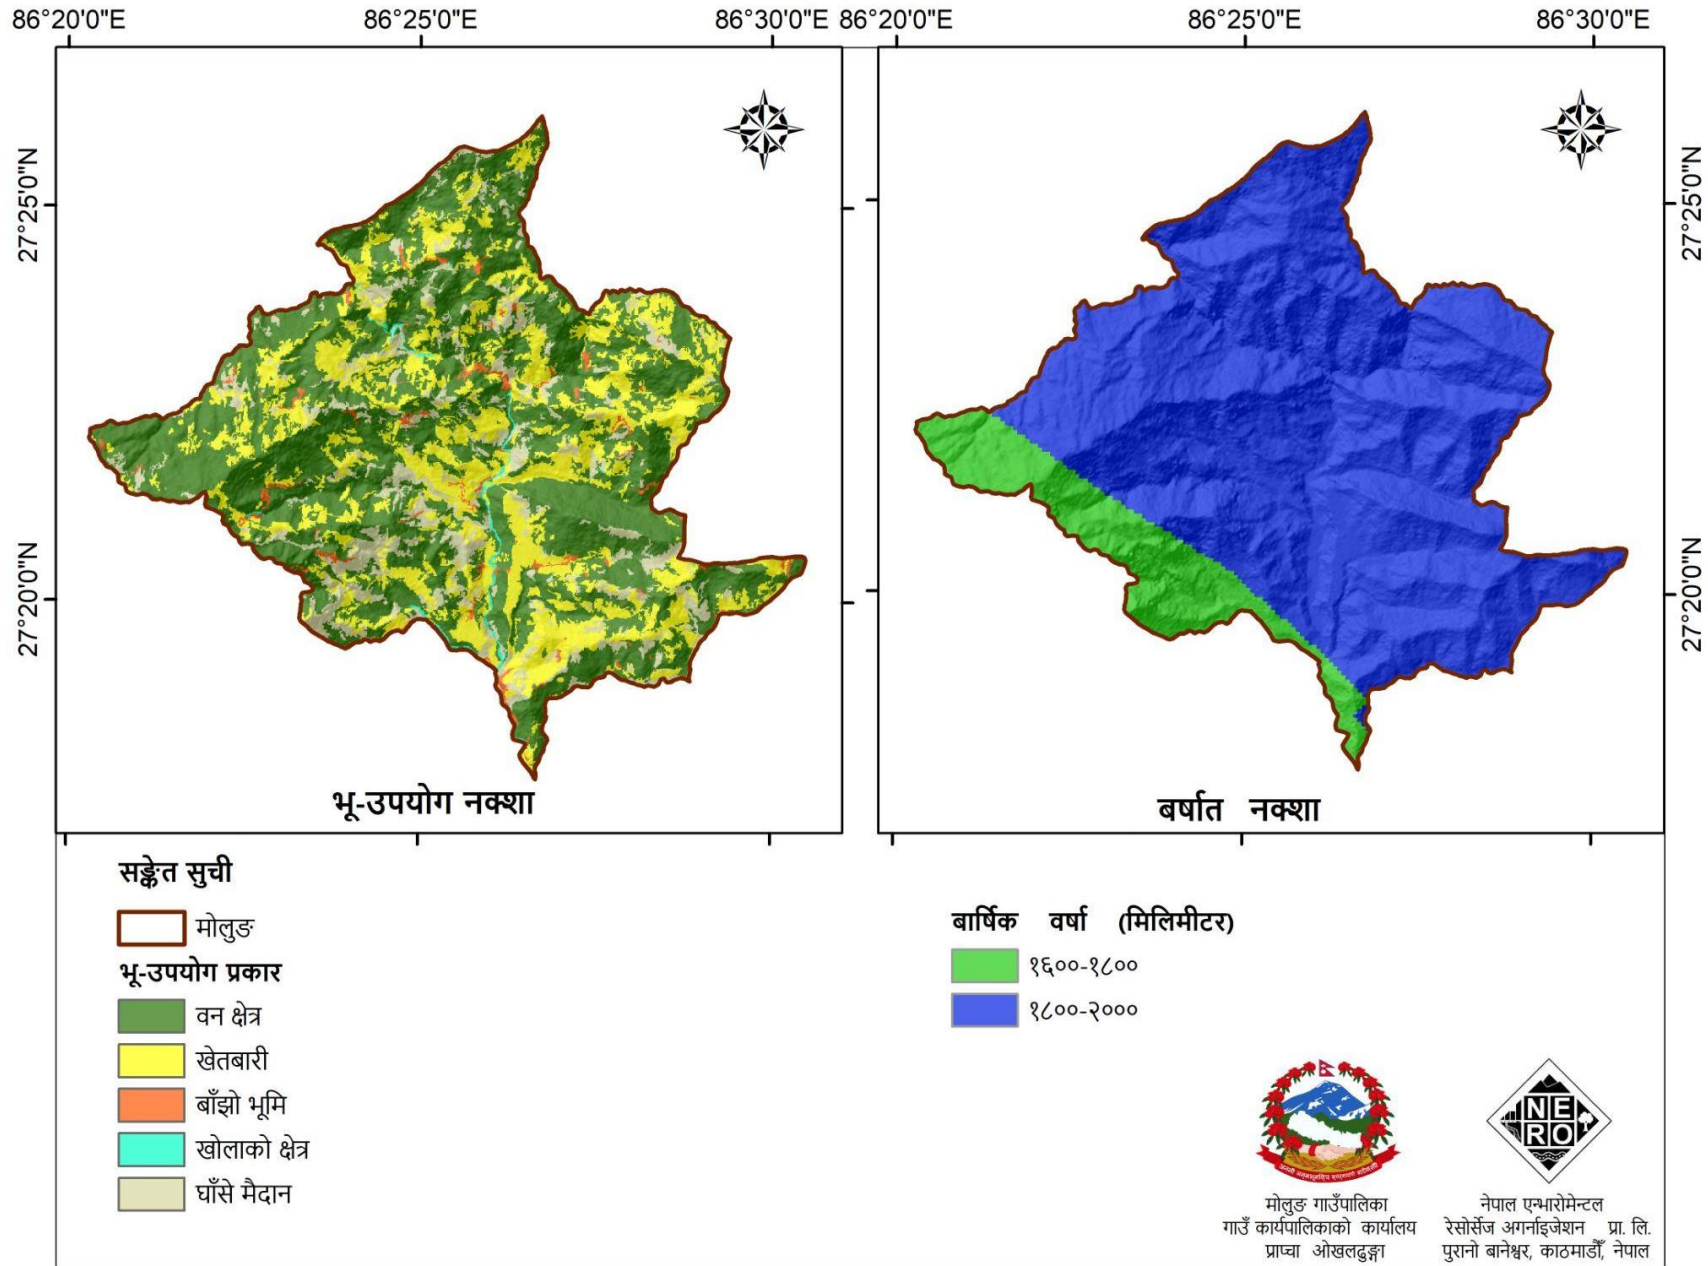 86°20'0"E 86°25'0"E 86°30'0"E 86°20'0"E 86°25'0"E 86°30'0"E
27°25'0"N
27°20'0"N
27°25'0"N
27°20'0"N
भू-उपयोग नक्शा
बर्षात नक्शा
सङ्केत सुची
मोलुङ
भू-उपयोग प्रकार
वन क्षेत्र
खेतबारी
बाँझो भूमि
खोलाको क्षेत्र
घाँसे मैदान
बार्षिक वर्षा (मिलिमीटर)
१६००-१८००
१८००-२०००
मोलुङ गाउँपालिका
गाउँ कार्यपालिकाको कार्यालय
प्राप्चा ओखलढुङ्गा
NE
RO
नेपाल एन्भारोमेन्टल
रेसोर्सेज अगर्नाइजेशन प्रा. लि.
पुरानो बानेश्वर, काठमाडौँ, नेपाल